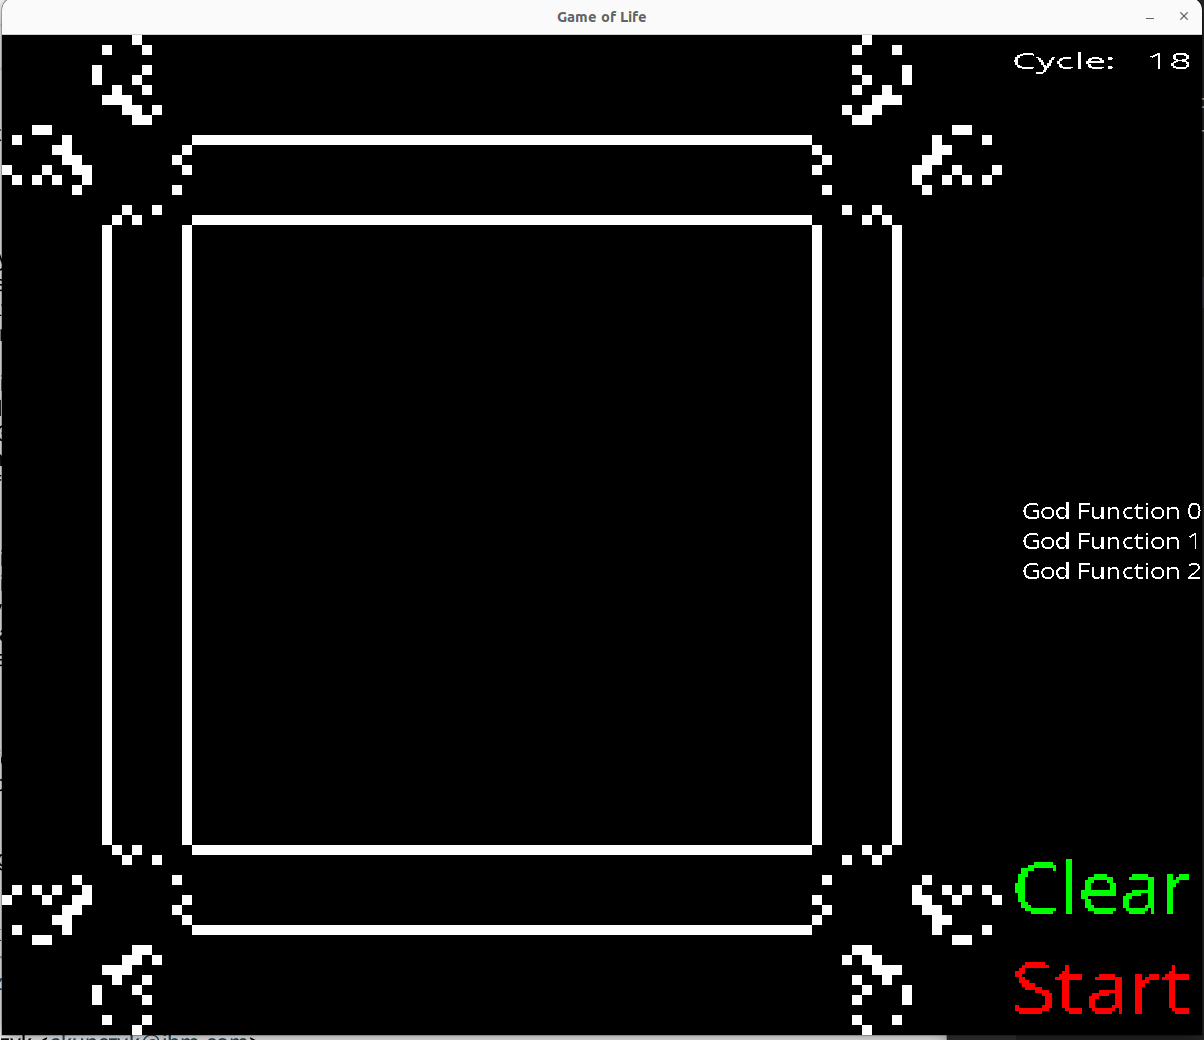 Game of Life
Cycle: 18
God Function 0
God Function 1
God Function 2
Clear
Start